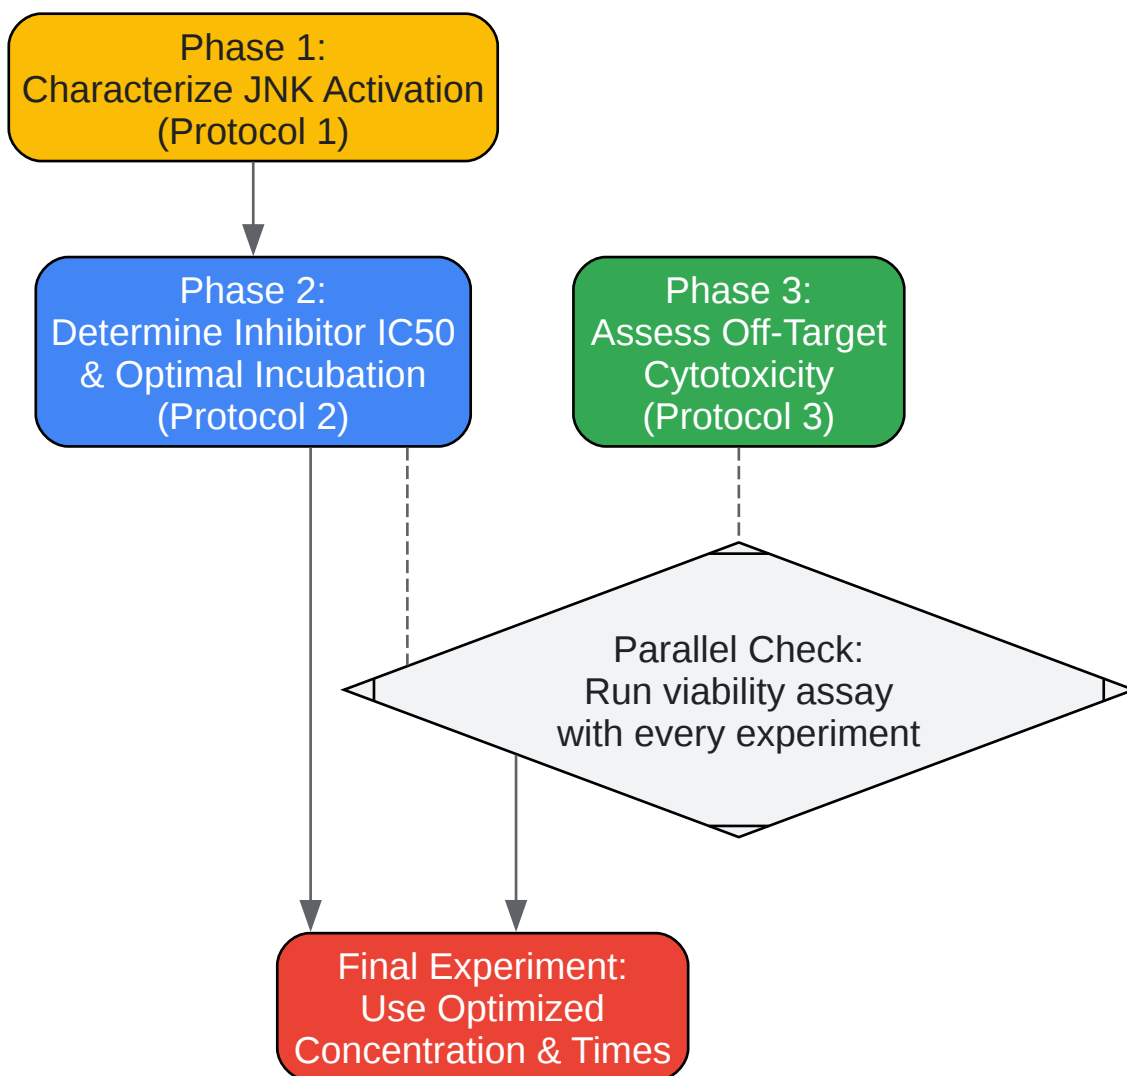 Phase 1:
Characterize JNK Activation
(Protocol 1)
Phase 2:
Determine Inhibitor IC50
& Optimal Incubation
(Protocol 2)
Phase 3:
Assess Off-Target
Cytotoxicity
(Protocol 3)
Parallel Check:
Run viability assay
with every experiment
Final Experiment:
Use Optimized
Concentration & Times